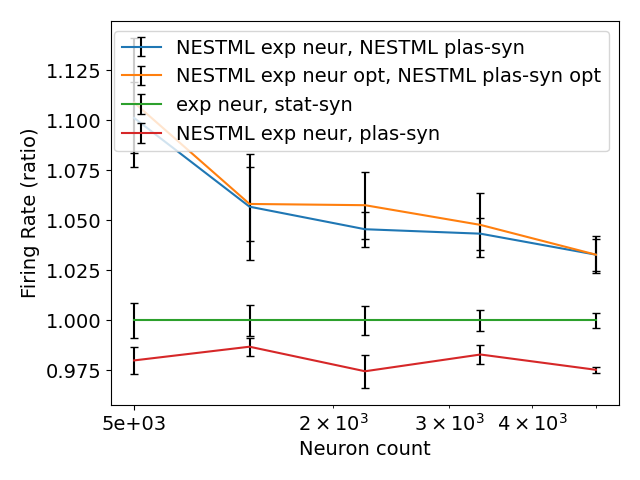 NESTML exp neur, NESTML plas-syn
NESTML exp neur opt, NESTML plas-syn opt
exp neur, stat-syn
NESTML exp neur, plas-syn
Firing Rate (ratio)
1.125
1.100
1.075
1.050
1.025
1.000
0.975
5e+03
2 × 10³
3 × 10³
4 × 10³
Neuron count